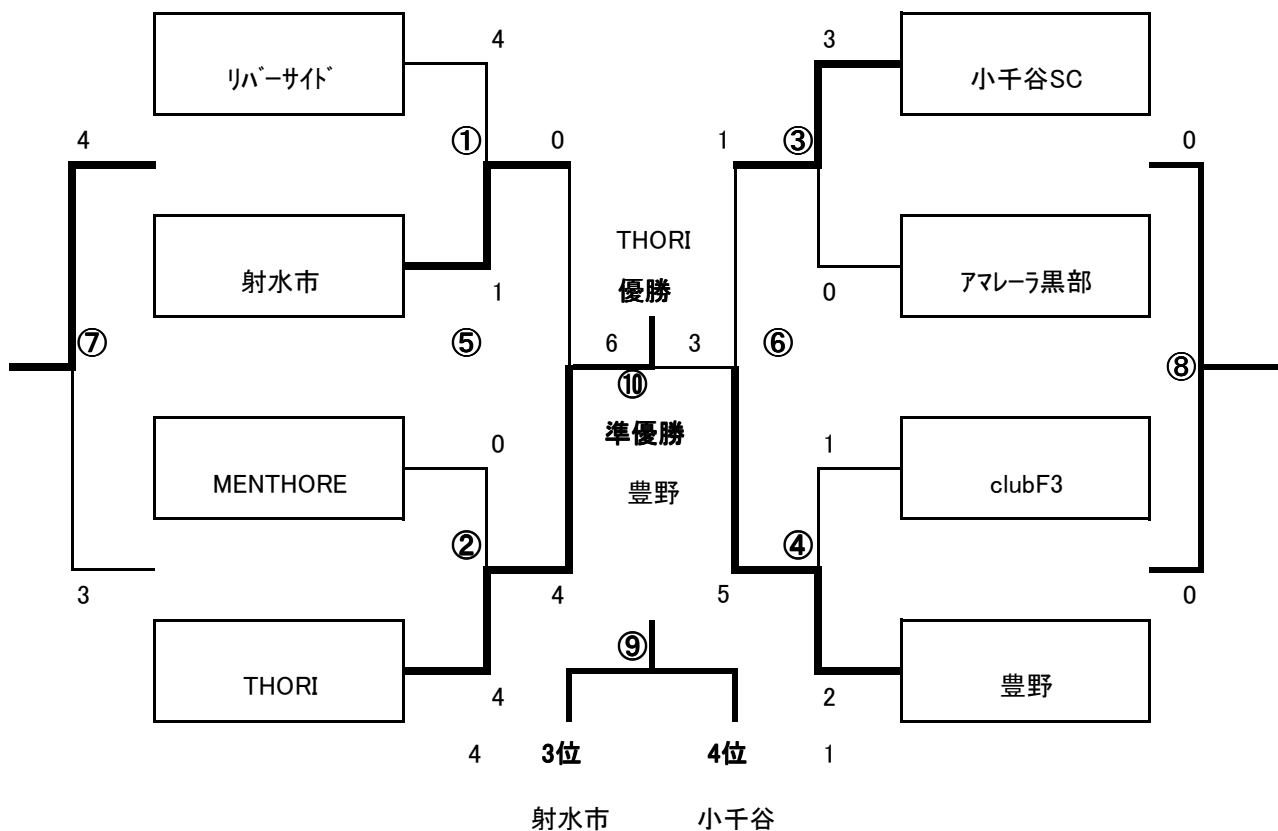 4 3
ﾘﾊﾞｰｻｲﾄﾞ 小千谷SC
4 ① 0 1 ③ 0
THORI
射水市 優勝 ｱﾏﾚｰﾗ黒部
1 0
⑦ ⑤ 6 3 ⑥ ⑧
⑩
0 準優勝 1
MENTHORE 豊野 clubF3
② ④
3 4 5 0
⑨
THORI 豊野
4 2
4 3位 4位 1
射水市 小千谷